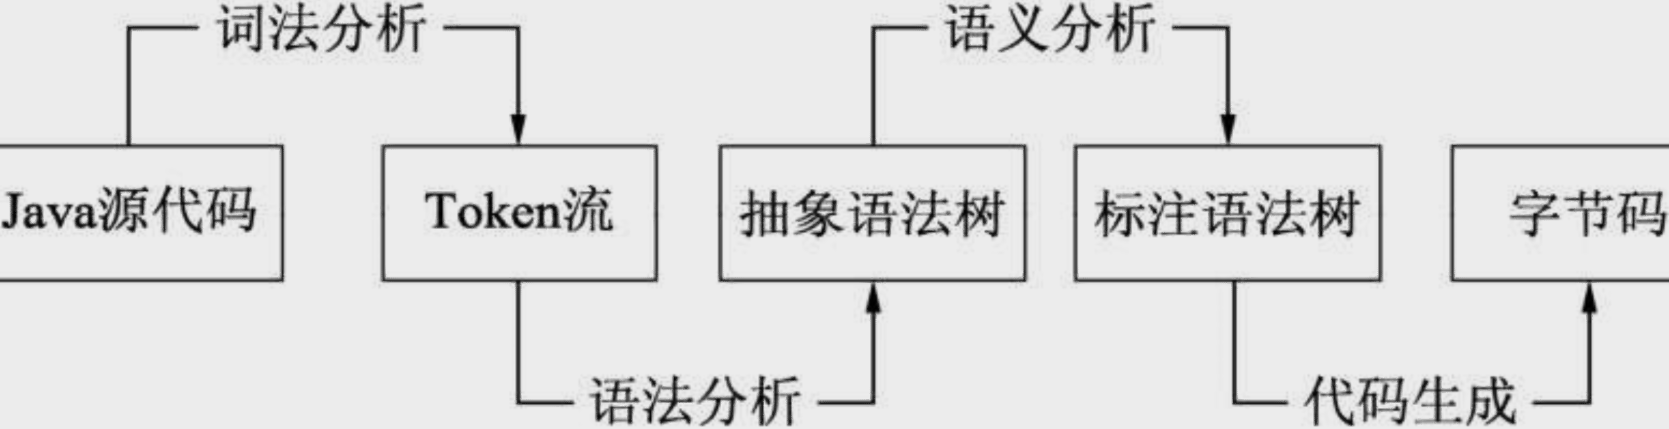 词法分析
语义分析
Java源代码
Token流
抽象语法树
标注语法树
字节码
语法分析
代码生成